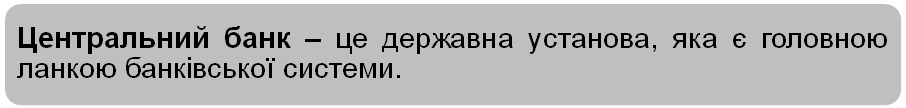 Центральний банк – це державна установа, яка є головною
ланкою банківської системи.